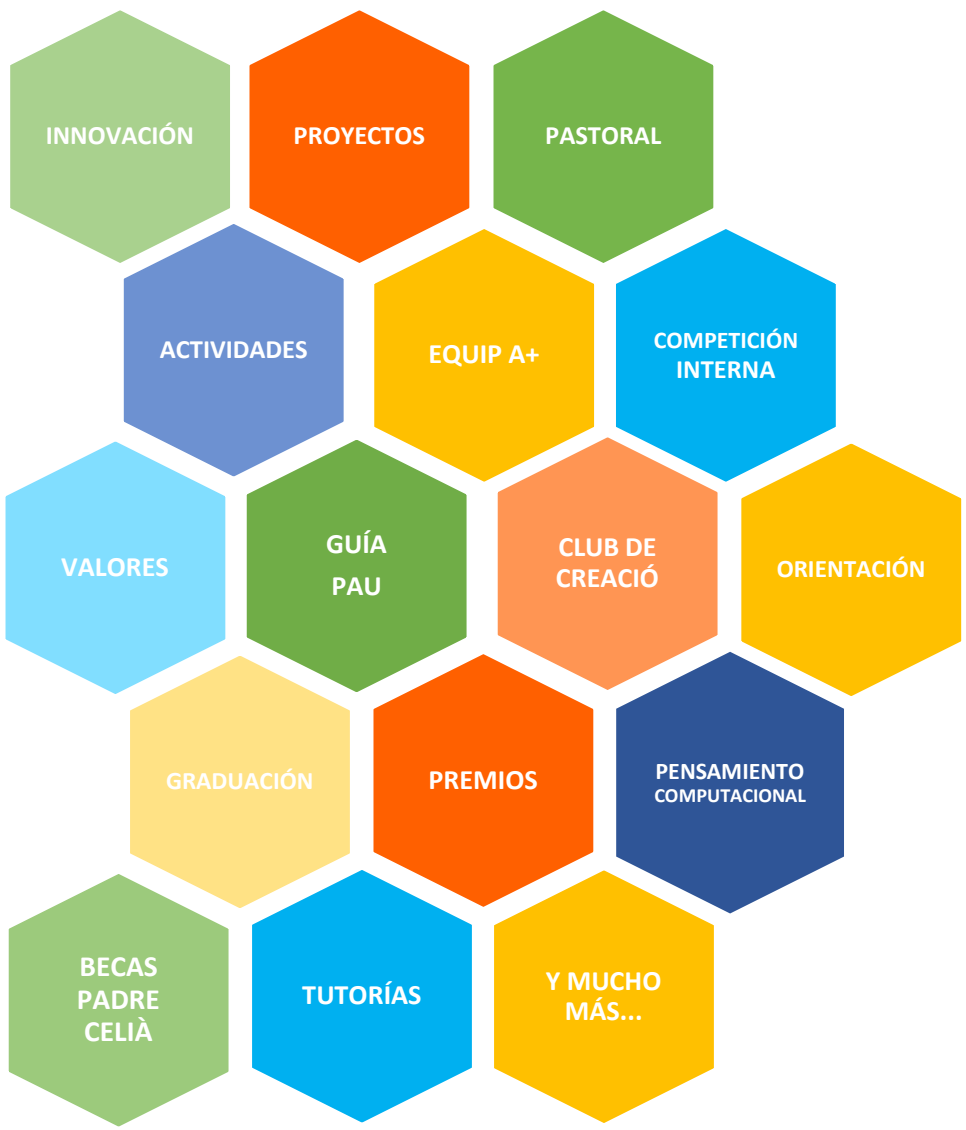 INNOVACIÓN
PROYECTOS
PASTORAL
ACTIVIDADES
EQUIP A+
COMPETICIÓN
INTERNA
VALORES
GUÍA
PAU
CLUB DE
CREACIÓ
ORIENTACIÓN
GRADUACIÓN
PREMIOS
PENSAMIENTO
COMPUTACIONAL
BECAS
PADRE
CELIÀ
TUTORÍAS
Y MUCHO
MÁS...